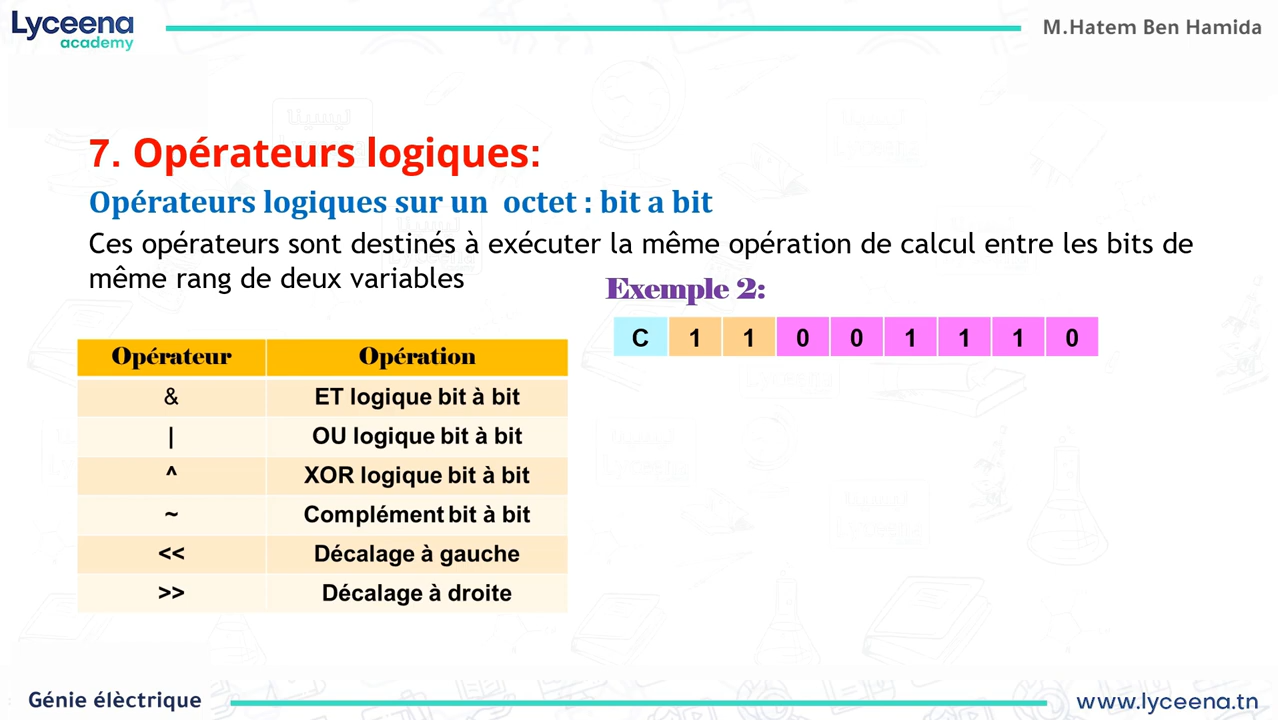 Lyceena
academy
M.Hatem Ben Hamida
7. Opérateurs logiques:
Opérateurs logiques sur un octet : bit a bit
Ces opérateurs sont destinés à exécuter la même opération de calcul entre les bits de
même rang de deux variables
Exemple 2:
C 1 1 0 0 1 1 1 0
Opérateur Opération
& ET logique bit à bit
| OU logique bit à bit
^ XOR logique bit à bit
~ Complément bit à bit
<< Décalage à gauche
>> Décalage à droite
Génie élèctrique
www.lyceena.tn